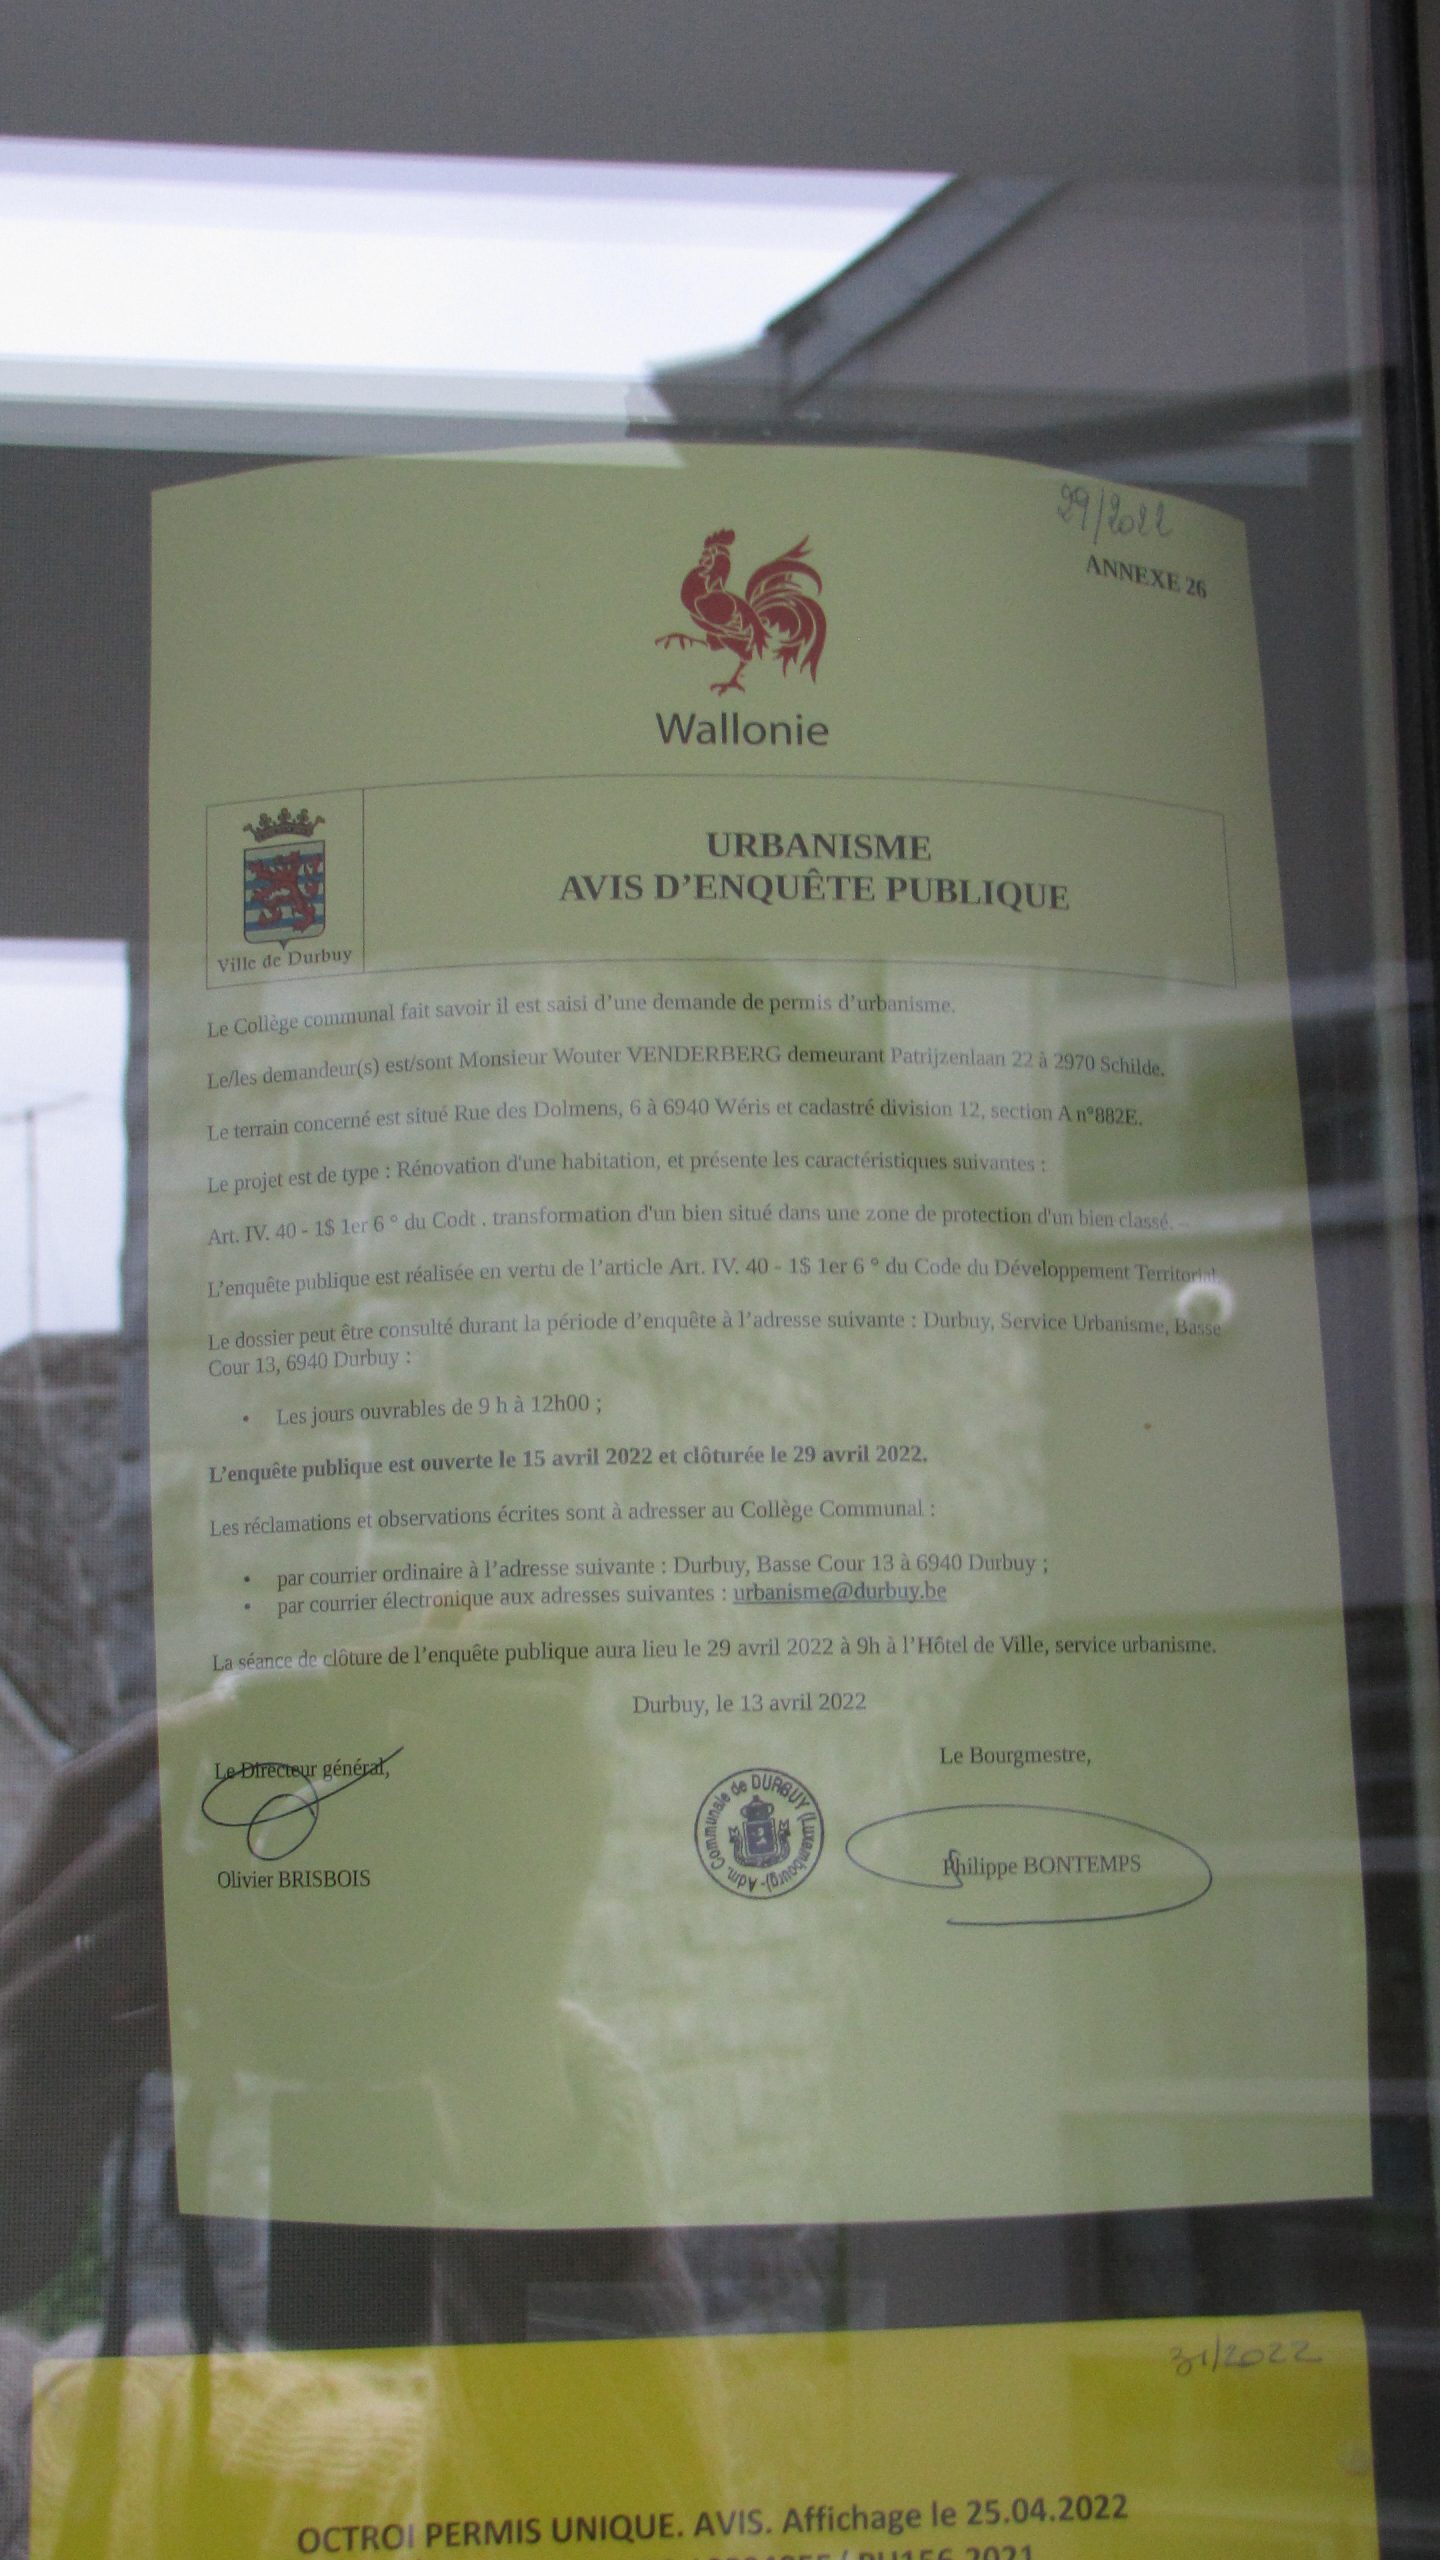 29/2022
ANNEXE 26
Wallonie
URBANISME
AVIS D'ENQUÊTE PUBLIQUE
Ville de Durbuy
Le Collège communal fait savoir il est saisi d'une demande de permis d'urbanisme.
Le/les demandeur(s) est/sont Monsieur Wouter VENDERBERG demeurant Patrijzenlaan 22 à 2970 Schilde.
Le terrain concerné est situé Rue des Dolmens, 6 à 6940 Wéris et cadastré division 12, section A n°882E.
Le projet est de type : Rénovation d'une habitation, et présente les caractéristiques suivantes :
Art. IV. 40 - 1$ 1er 6 ° du Codt . transformation d'un bien situé dans une zone de protection d'un bien classé. –
L'enquête publique est réalisée en vertu de l'article Art. IV. 40 - 1$ 1er 6 ° du Code du Développement Territorial.
Le dossier peut être consulté durant la période d'enquête à l'adresse suivante : Durbuy, Service Urbanisme, Basse
Cour 13, 6940 Durbuy :
• Les jours ouvrables de 9 h à 12h00 ;
L'enquête publique est ouverte le 15 avril 2022 et clôturée le 29 avril 2022.
Les réclamations et observations écrites sont à adresser au Collège Communal :
• par courrier ordinaire à l'adresse suivante : Durbuy, Basse Cour 13 à 6940 Durbuy ;
• par courrier électronique aux adresses suivantes : urbanisme@durbuy.be
La séance de clôture de l'enquête publique aura lieu le 29 avril 2022 à 9h à l'Hôtel de Ville, service urbanisme.
Durbuy, le 13 avril 2022
Le Directeur général,
Le Bourgmestre,
Adm. Communale de DURBUY (Luxembourg)-
Olivier BRISBOIS
Philippe BONTEMPS
31/2022
OCTROI PERMIS UNIQUE. AVIS. Affichage le 25.04.2022